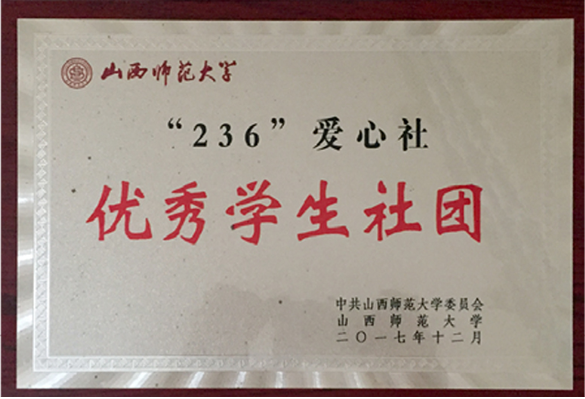 山西师范大学
“236”爱心社
优秀学生社团
中共山西师范大学委员会
山西师范大学
二〇一七年十二月